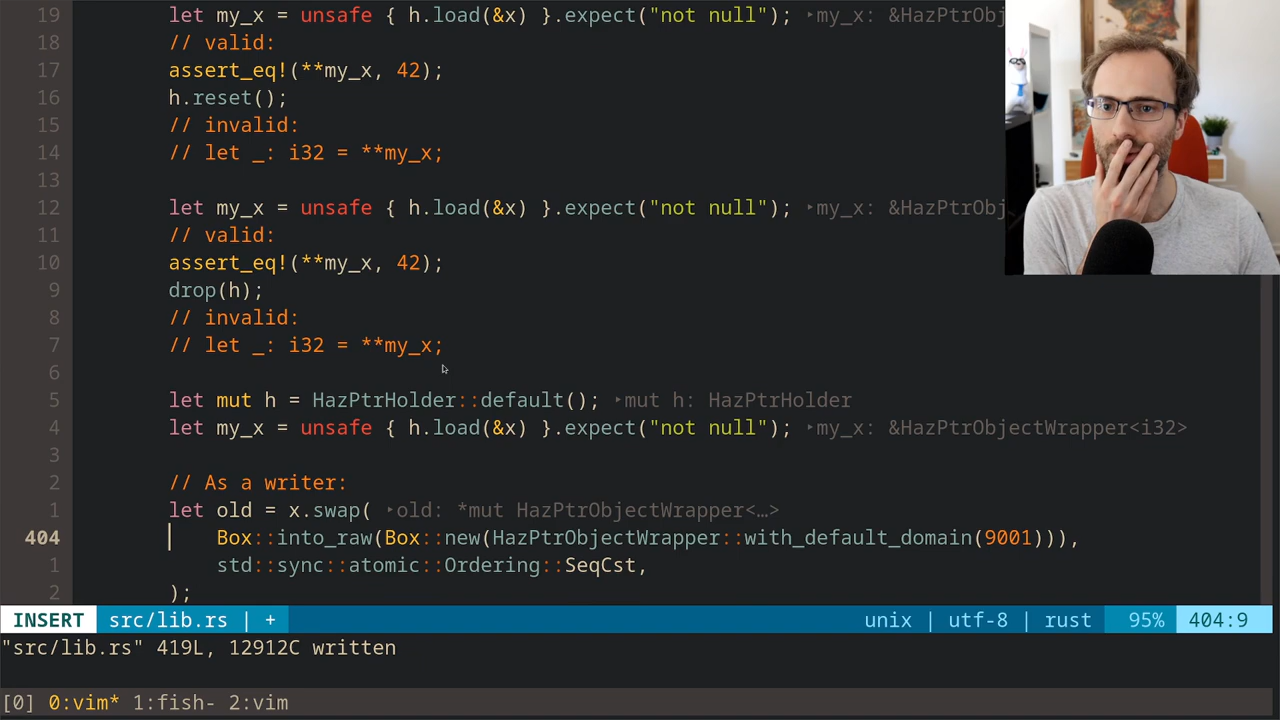 19 let my_x = unsafe { h.load(&x) }.expect("not null"); ▸my_x: &HazPtrObj
18 // valid:
17 assert_eq!(**my_x, 42);
16 h.reset();
15 // invalid:
14 // let _: i32 = **my_x;
13
12 let my_x = unsafe { h.load(&x) }.expect("not null"); ▸my_x: &HazPtrObj
11 // valid:
10 assert_eq!(**my_x, 42);
9 drop(h);
8 // invalid:
7 // let _: i32 = **my_x;
6
5 let mut h = HazPtrHolder::default(); ▸mut h: HazPtrHolder
4 let my_x = unsafe { h.load(&x) }.expect("not null"); ▸my_x: &HazPtrObjectWrapper<i32>
3
2 // As a writer:
1 let old = x.swap( ▸old: *mut HazPtrObjectWrapper<…>
404 Box::into_raw(Box::new(HazPtrObjectWrapper::with_default_domain(9001))),
1 std::sync::atomic::Ordering::SeqCst,
2 );
INSERT src/lib.rs | + unix | utf-8 | rust 95% 404:9
"src/lib.rs" 419L, 12912C written
[0] 0:vim* 1:fish- 2:vim